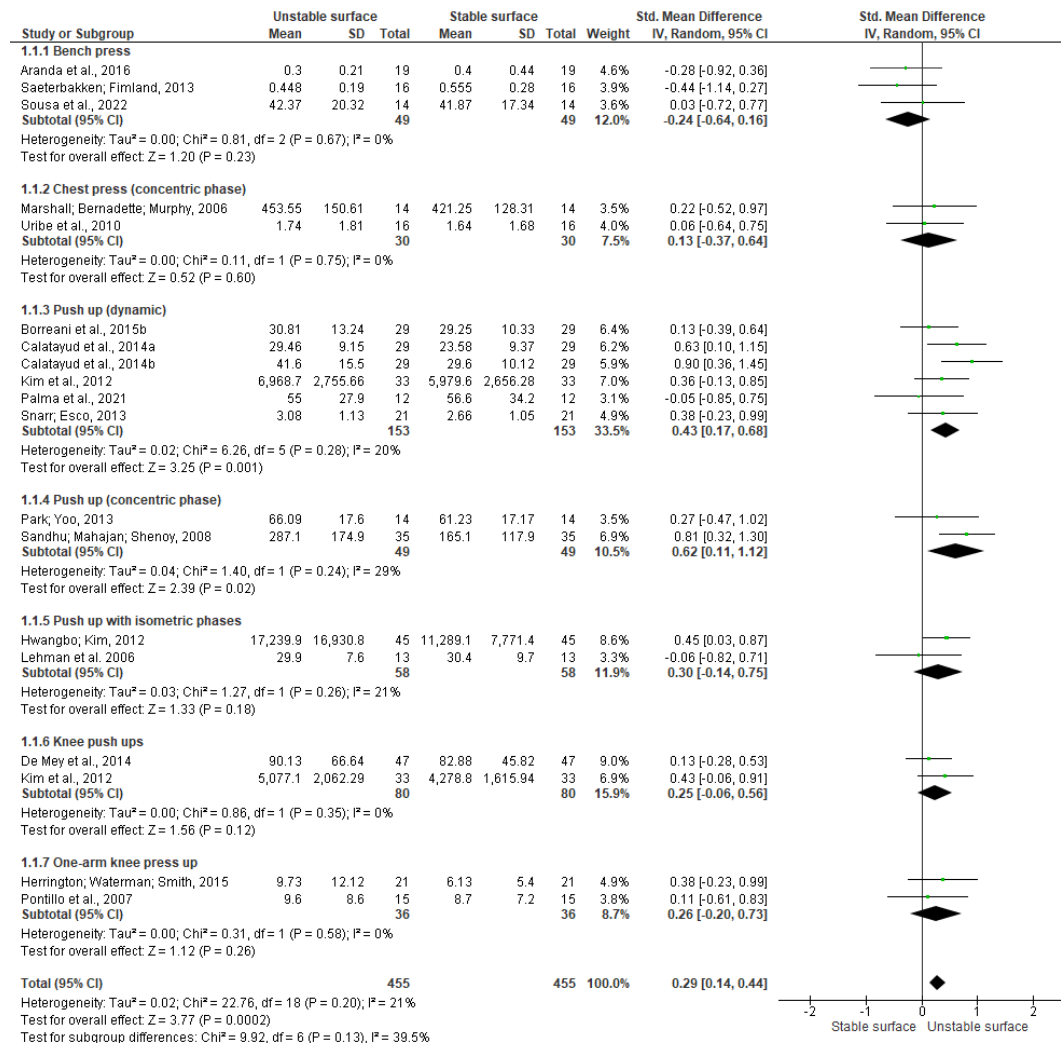 Unstable surface Stable surface Std. Mean Difference Std. Mean Difference
Study or Subgroup Mean SD Total Mean SD Total Weight IV, Random, 95% CI IV, Random, 95% CI
1.1.1 Bench press
Aranda et al., 2016 0.3 0.21 19 0.4 0.44 19 4.6% -0.28 [-0.92, 0.36]
Saeterbakken; Fimland, 2013 0.448 0.19 16 0.555 0.28 16 3.9% -0.44 [-1.14, 0.27]
Sousa et al., 2022 42.37 20.32 14 41.87 17.34 14 3.6% 0.03 [-0.72, 0.77]
Subtotal (95% CI) 49 49 12.0% -0.24 [-0.64, 0.16]
Heterogeneity: Tau² = 0.00; Chi² = 0.81, df = 2 (P = 0.67); I² = 0%
Test for overall effect: Z = 1.20 (P = 0.23)
1.1.2 Chest press (concentric phase)
Marshall; Bernadette; Murphy, 2006 453.55 150.61 14 421.25 128.31 14 3.5% 0.22 [-0.52, 0.97]
Uribe et al., 2010 1.74 1.81 16 1.64 1.68 16 4.0% 0.06 [-0.64, 0.75]
Subtotal (95% CI) 30 30 7.5% 0.13 [-0.37, 0.64]
Heterogeneity: Tau² = 0.00; Chi² = 0.11, df = 1 (P = 0.75); I² = 0%
Test for overall effect: Z = 0.52 (P = 0.60)
1.1.3 Push up (dynamic)
Borreani et al., 2015b 30.81 13.24 29 29.25 10.33 29 6.4% 0.13 [-0.39, 0.64]
Calatayud et al., 2014a 29.46 9.15 29 23.58 9.37 29 6.2% 0.63 [0.10, 1.15]
Calatayud et al., 2014b 41.6 15.5 29 29.6 10.12 29 5.9% 0.90 [0.36, 1.45]
Kim et al., 2012 6,968.7 2,755.66 33 5,979.6 2,656.28 33 7.0% 0.36 [-0.13, 0.85]
Palma et al., 2021 55 27.9 12 56.6 34.2 12 3.1% -0.05 [-0.85, 0.75]
Snarr; Esco, 2013 3.08 1.13 21 2.66 1.05 21 4.9% 0.38 [-0.23, 0.99]
Subtotal (95% CI) 153 153 33.5% 0.43 [0.17, 0.68]
Heterogeneity: Tau² = 0.02; Chi² = 6.26, df = 5 (P = 0.28); I² = 20%
Test for overall effect: Z = 3.25 (P = 0.001)
1.1.4 Push up (concentric phase)
Park; Yoo, 2013 66.09 17.6 14 61.23 17.17 14 3.5% 0.27 [-0.47, 1.02]
Sandhu; Mahajan; Shenoy, 2008 287.1 174.9 35 165.1 117.9 35 6.9% 0.81 [0.32, 1.30]
Subtotal (95% CI) 49 49 10.5% 0.62 [0.11, 1.12]
Heterogeneity: Tau² = 0.04; Chi² = 1.40, df = 1 (P = 0.24); I² = 29%
Test for overall effect: Z = 2.39 (P = 0.02)
1.1.5 Push up with isometric phases
Hwangbo; Kim, 2012 17,239.9 16,930.8 45 11,289.1 7,771.4 45 8.6% 0.45 [0.03, 0.87]
Lehman et al. 2006 29.9 7.6 13 30.4 9.7 13 3.3% -0.06 [-0.82, 0.71]
Subtotal (95% CI) 58 58 11.9% 0.30 [-0.14, 0.75]
Heterogeneity: Tau² = 0.03; Chi² = 1.27, df = 1 (P = 0.26); I² = 21%
Test for overall effect: Z = 1.33 (P = 0.18)
1.1.6 Knee push ups
De Mey et al., 2014 90.13 66.64 47 82.88 45.82 47 9.0% 0.13 [-0.28, 0.53]
Kim et al., 2012 5,077.1 2,062.29 33 4,278.8 1,615.94 33 6.9% 0.43 [-0.06, 0.91]
Subtotal (95% CI) 80 80 15.9% 0.25 [-0.06, 0.56]
Heterogeneity: Tau² = 0.00; Chi² = 0.86, df = 1 (P = 0.35); I² = 0%
Test for overall effect: Z = 1.56 (P = 0.12)
1.1.7 One-arm knee press up
Herrington; Waterman; Smith, 2015 9.73 12.12 21 6.13 5.4 21 4.9% 0.38 [-0.23, 0.99]
Pontillo et al., 2007 9.6 8.6 15 8.7 7.2 15 3.8% 0.11 [-0.61, 0.83]
Subtotal (95% CI) 36 36 8.7% 0.26 [-0.20, 0.73]
Heterogeneity: Tau² = 0.00; Chi² = 0.31, df = 1 (P = 0.58); I² = 0%
Test for overall effect: Z = 1.12 (P = 0.26)
Total (95% CI) 455 455 100.0% 0.29 [0.14, 0.44]
Heterogeneity: Tau² = 0.02; Chi² = 22.76, df = 18 (P = 0.20); I² = 21%
Test for overall effect: Z = 3.77 (P = 0.0002)
Test for subgroup differences: Chi² = 9.92, df = 6 (P = 0.13), I² = 39.5%
-2 -1 0 1 2
Stable surface Unstable surface